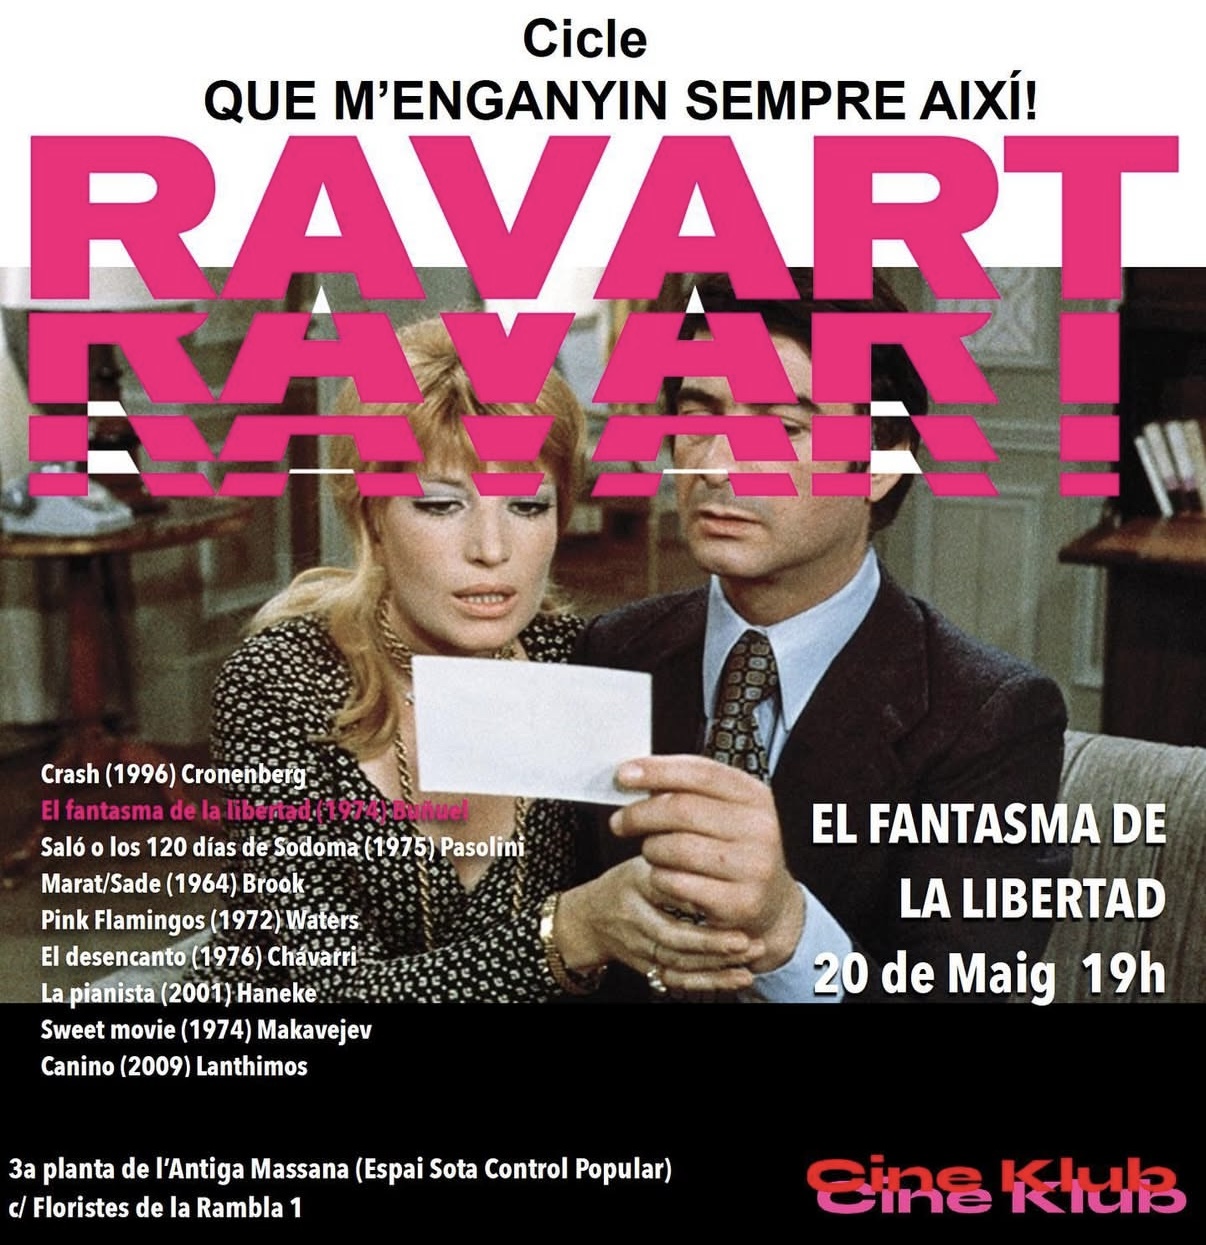 Cicle
QUE M'ENGANYIN SEMPRE AIXÍ!
RAVART
RAVART
RAVART
Crash (1996) Cronenberg
El fantasma de la libertad (1974) Buñuel
Saló o los 120 días de Sodoma (1975) Pasolini
Marat/Sade (1964) Brook
Pink Flamingos (1972) Waters
El desencanto (1976) Chávarri
La pianista (2001) Haneke
Sweet movie (1974) Makavejev
Canino (2009) Lanthimos
EL FANTASMA DE
LA LIBERTAD
20 de Maig 19h
3a planta de l'Antiga Massana (Espai Sota Control Popular)
c/ Floristes de la Rambla 1
Cine Klub
Cine Klub